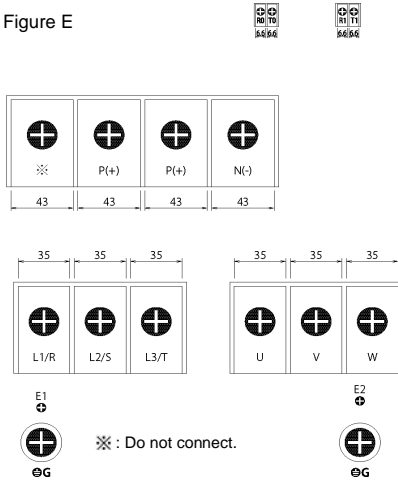 Figure E
R0 T0 R1 T1
6.6 6.6 6.6 6.6
※ P(+) P(+) N(-)
43 43 43 43
35 35 35 35 35 35
L1/R L2/S L3/T U V W
E1 E2
※ : Do not connect.
⏚G ⏚G